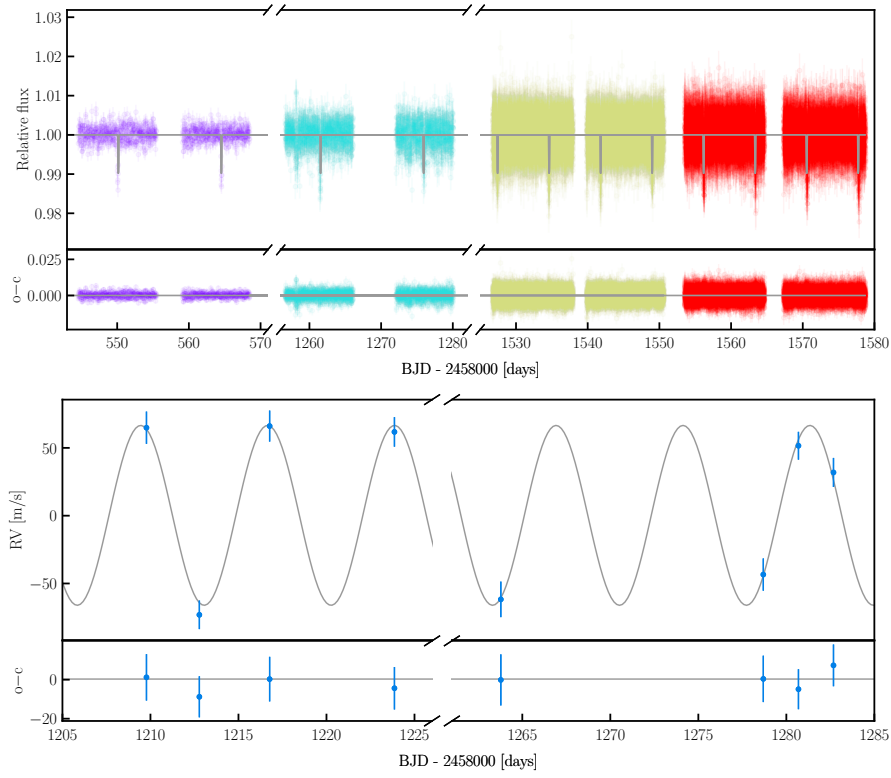 1.03
1.02
1.01
1.00
0.99
0.98
Relative flux
0.025
0.000
o−c
550 560 570 1260 1270 1280 1530 1540 1550 1560 1570 1580
BJD - 2458000 [days]
50
0
−50
RV [m/s]
0
−20
o−c
1205 1210 1215 1220 1225 1265 1270 1275 1280 1285
BJD - 2458000 [days]